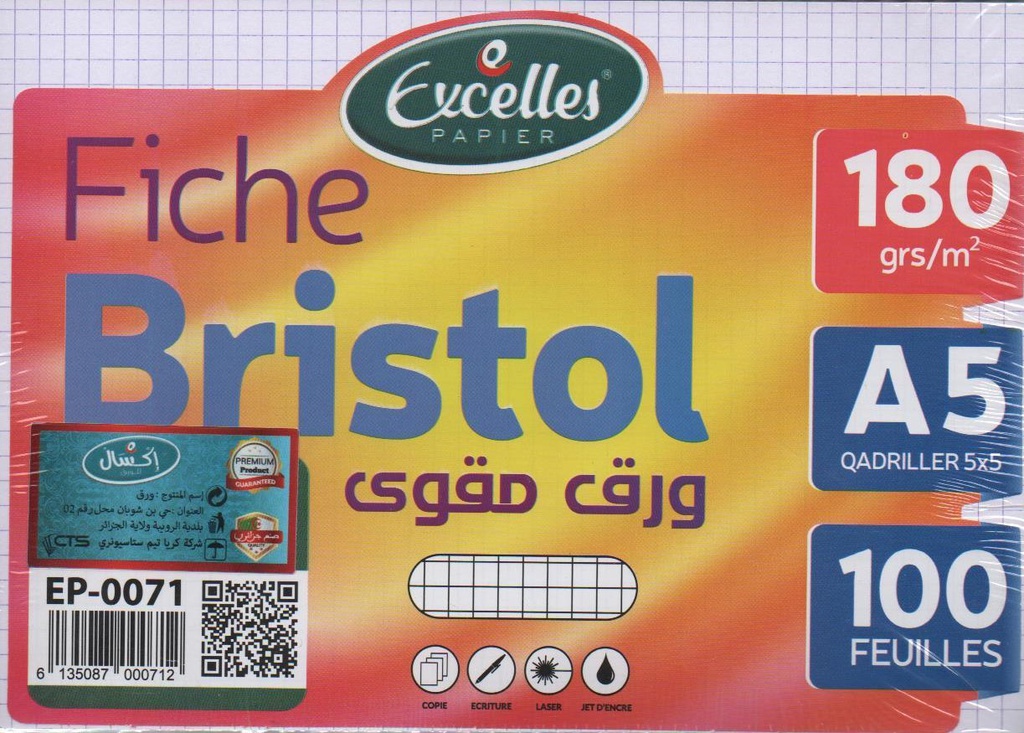 Excelles®
PAPIER
Fiche
Bristol
ورق مقوى
180
grs/m²
A5
QADRILLER 5x5
100
FEUILLES
إكسال
للورق
PREMIUM
Product
GUARANTEED
إسم المنتوج : ورق
العنوان : حي بن شوبان محل رقم 02
بلدية الرويبة ولاية الجزائر
شركة كريا تيم ستاسيونري
CTS
صنع جزائري
QUALITY
EP-0071
6 135087 000712
COPIE
ECRITURE
LASER
JET D'ENCRE